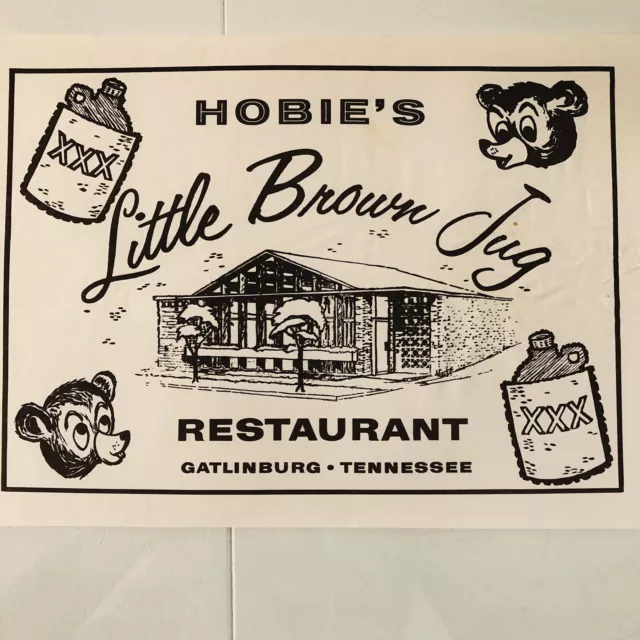 HOBIE'S
XXX
Little Brown Jug
XXX
RESTAURANT
GATLINBURG • TENNESSEE